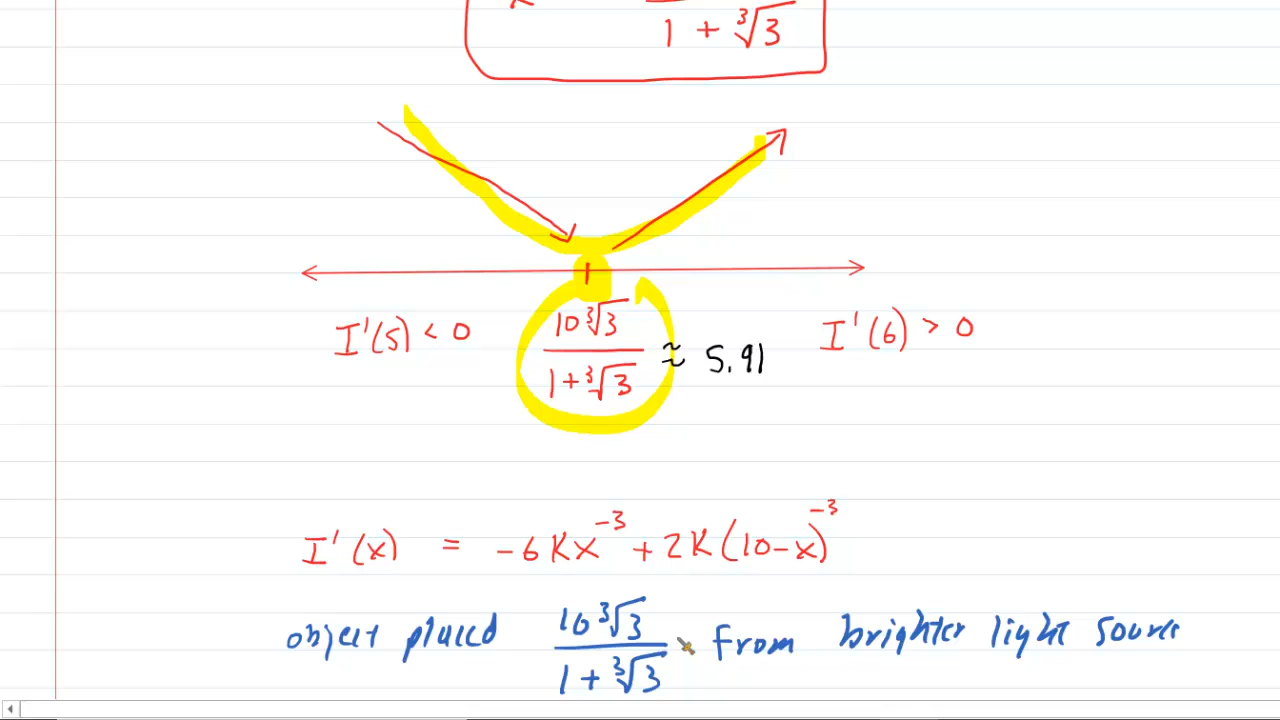 1 + ∛3
I'(5) < 0
10∛3 / 1+∛3 ≈ 5.91
I'(6) > 0
I'(x) = -6Kx⁻³ + 2K(10-x)⁻³
object placed 10∛3 / 1+∛3 from brighter light source